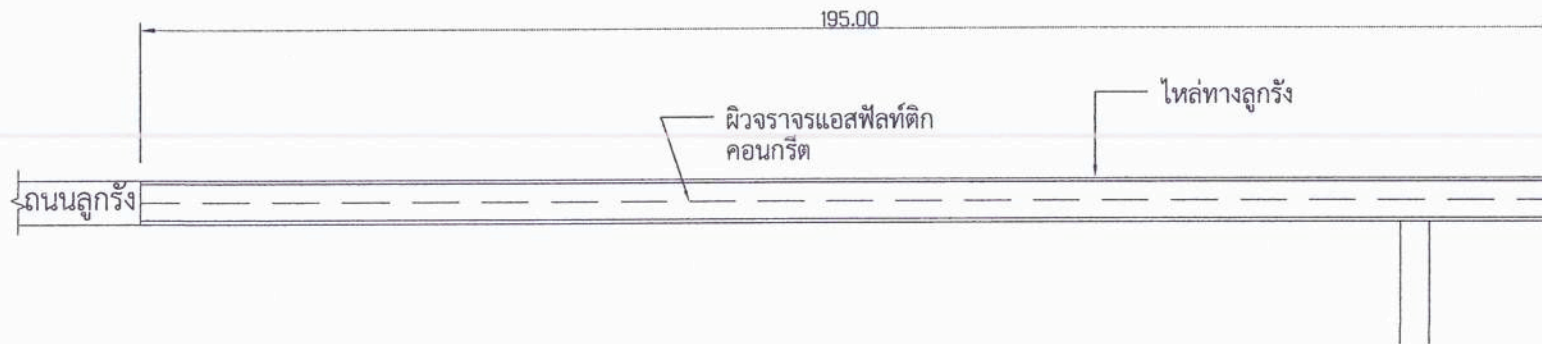 195.00
ไหล่ทางลูกรัง
ผิวจราจรแอสฟัลท์ติก
คอนกรีต
ถนนลูกรัง